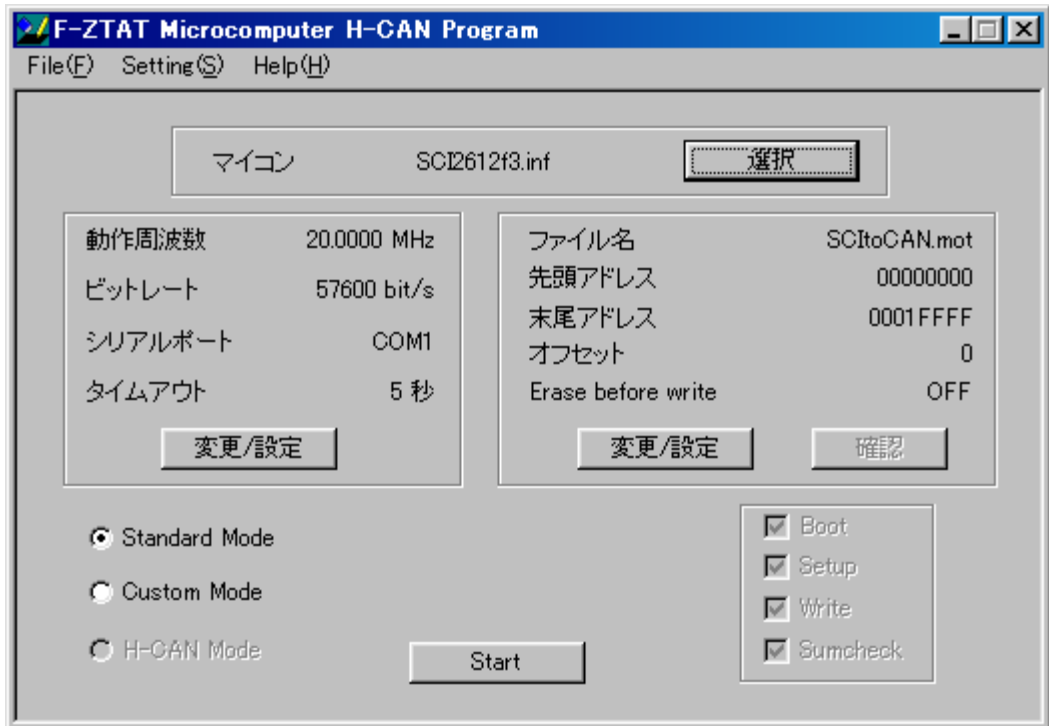 F-ZTAT Microcomputer H-CAN Program
File(F) Setting(S) Help(H)
マイコン SCI2612f3.inf 選択
動作周波数 20.0000 MHz
ビットレート 57600 bit/s
シリアルポート COM1
タイムアウト 5 秒
変更/設定
ファイル名 SCItoCAN.mot
先頭アドレス 00000000
末尾アドレス 0001FFFF
オフセット 0
Erase before write OFF
変更/設定 確認
Standard Mode
Custom Mode
H-CAN Mode
Start
Boot
Setup
Write
Sumcheck